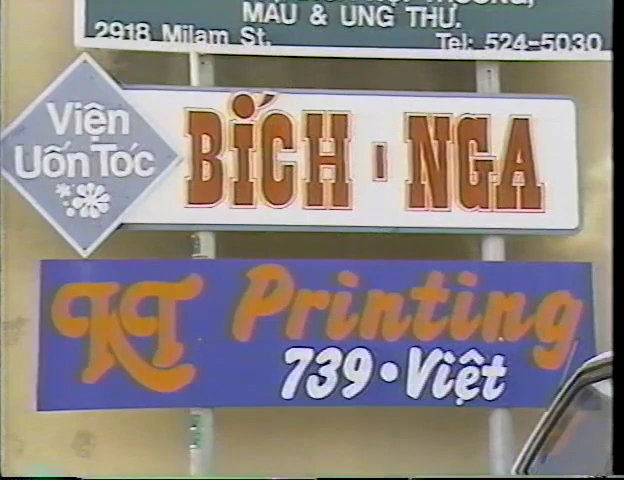 MÁU & UNG THƯ.
2918 Milam St.
Tel: 524-5030
Viện
Uốn Tóc
BÍCH - NGA
KT Printing
739 • Việt